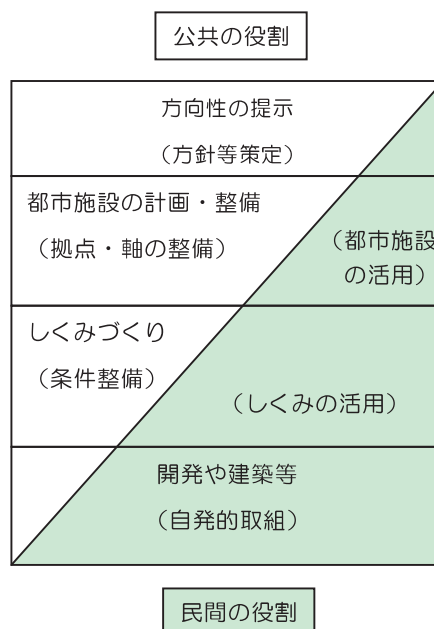 公共の役割
方向性の提示
（方針等策定）
都市施設の計画・整備
（拠点・軸の整備）
（都市施設
の活用）
しくみづくり
（条件整備）
（しくみの活用）
開発や建築等
（自発的取組）
民間の役割